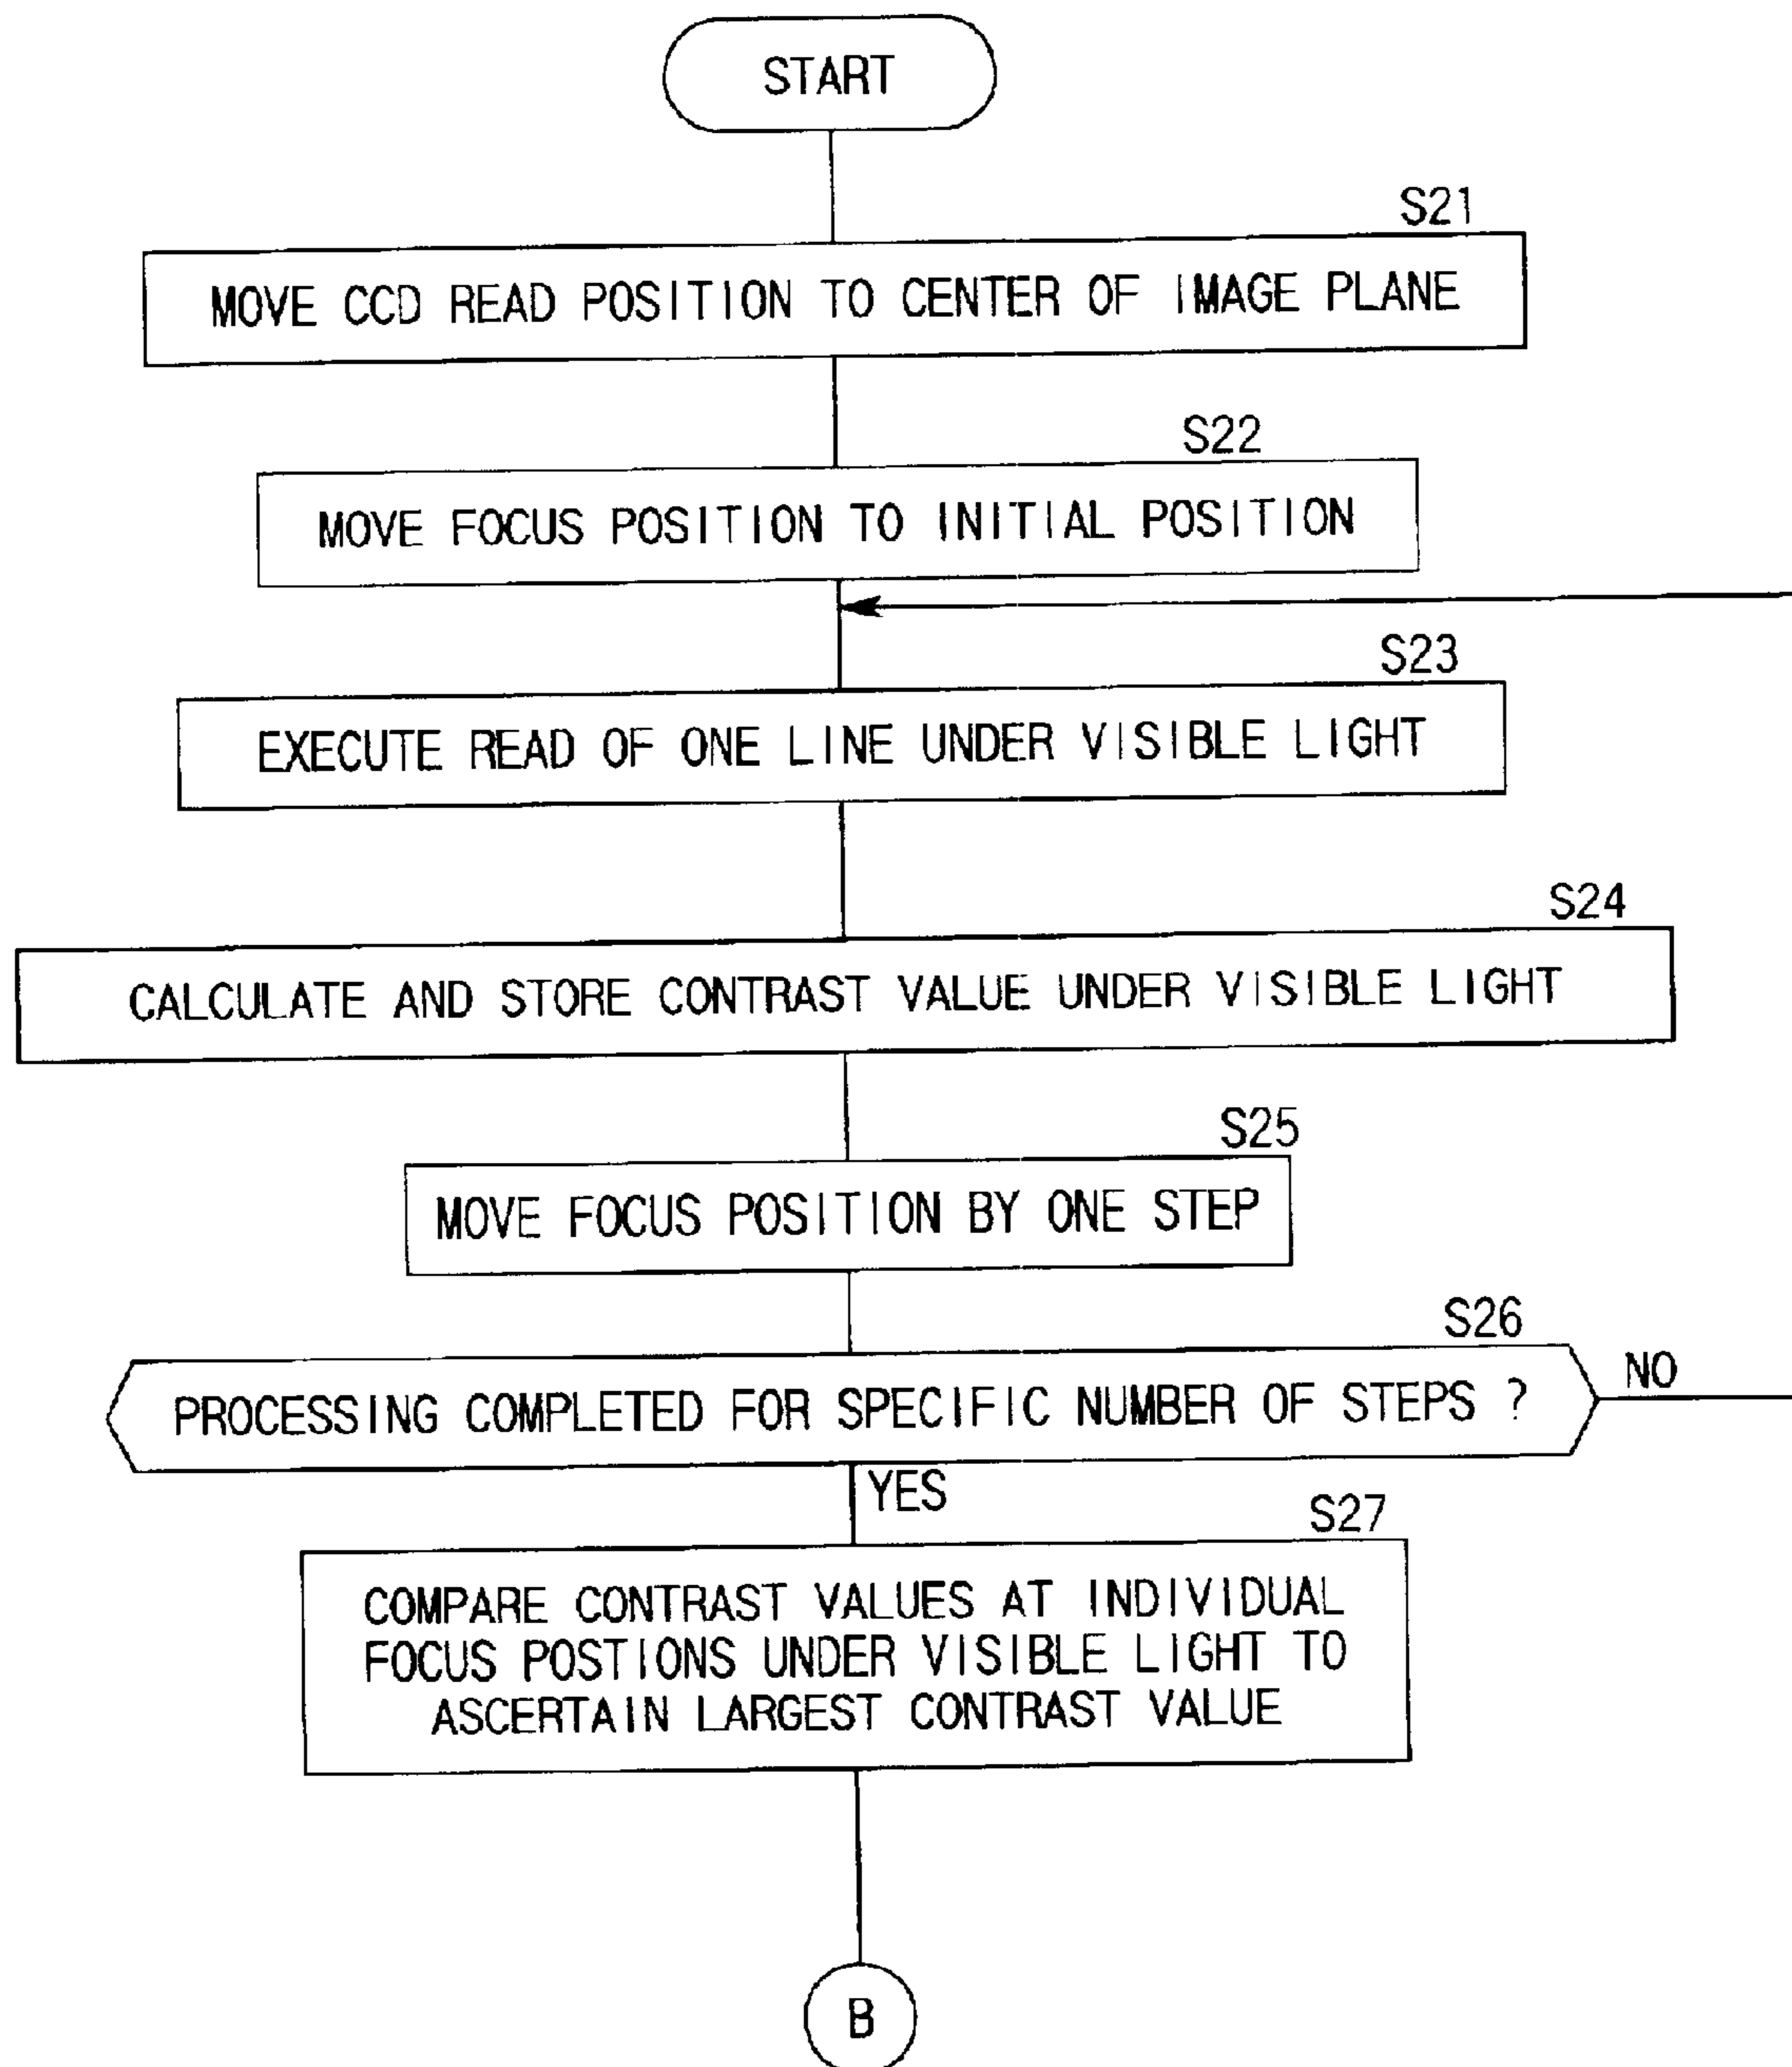 START
S21
MOVE CCD READ POSITION TO CENTER OF IMAGE PLANE
S22
MOVE FOCUS POSITION TO INITIAL POSITION
S23
EXECUTE READ OF ONE LINE UNDER VISIBLE LIGHT
S24
CALCULATE AND STORE CONTRAST VALUE UNDER VISIBLE LIGHT
S25
MOVE FOCUS POSITION BY ONE STEP
S26
PROCESSING COMPLETED FOR SPECIFIC NUMBER OF STEPS ?
NO
YES
S27
COMPARE CONTRAST VALUES AT INDIVIDUAL
FOCUS POSTIONS UNDER VISIBLE LIGHT TO
ASCERTAIN LARGEST CONTRAST VALUE
B